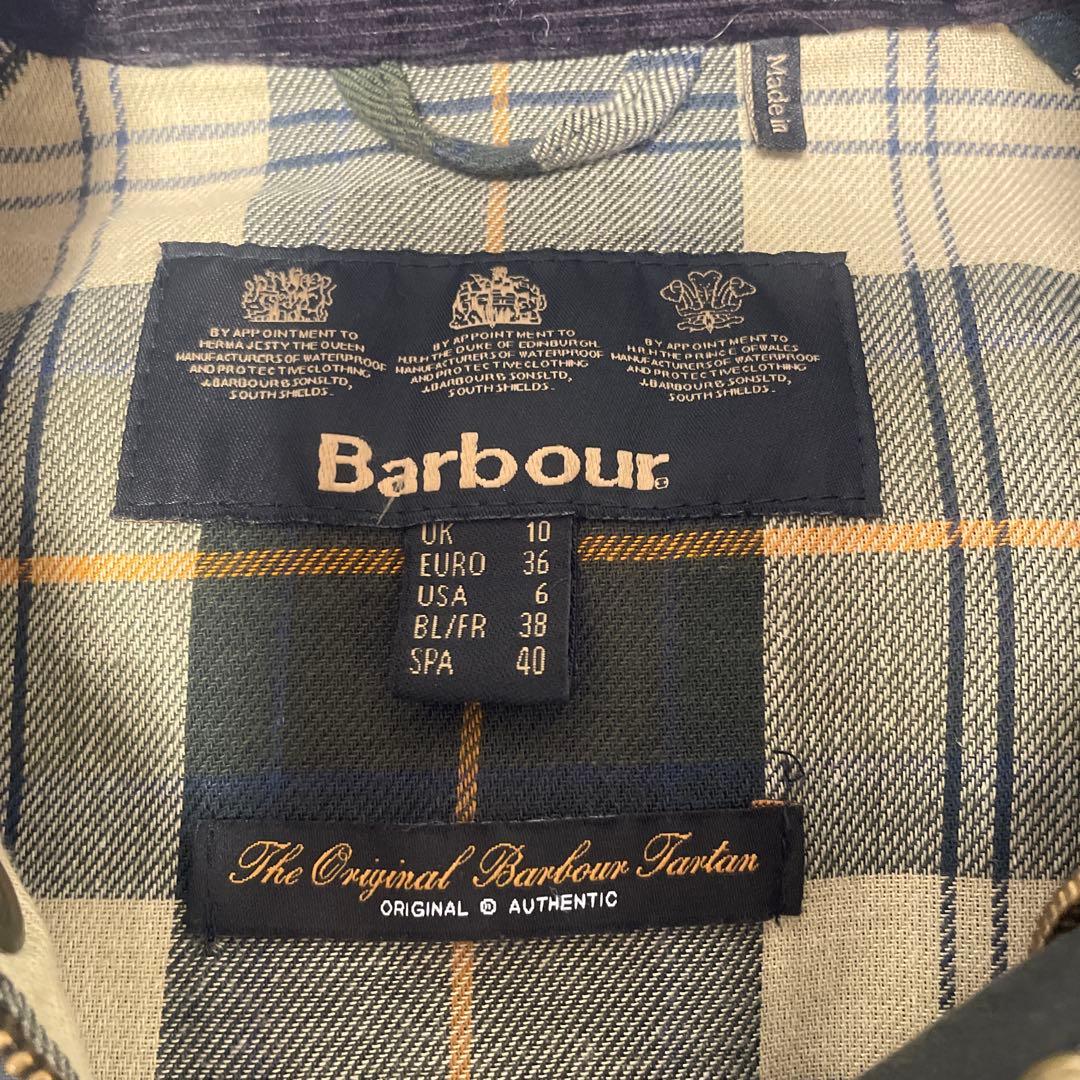 Made in
BY APPOINTMENT TO
HERMAJESTY THE QUEEN
MANUFACTURERS OF WATERPROOF
AND PROTECTIVE CLOTHING
J.BARBOUR & SONS LTD,
SOUTH SHIELDS.
BY APPOINTMENT TO
H.R.H THE DUKE OF EDINBURGH.
MANUFACTURERS OF WATERPROOF
AND PROTECTIVE CLOTHING
J.BARBOUR & SONS LTD,
SOUTH SHIELDS.
BY APPOINTMENT TO
H.R.H THE PRINCE OF WALES
MANUFACTURERS OF WATERPROOF
AND PROTECTIVE CLOTHING
J.BARBOUR & SONS LTD,
SOUTH SHIELDS.
Barbour®
UK 10
EURO 36
USA 6
BL/FR 38
SPA 40
The Original Barbour Tartan
ORIGINAL ® AUTHENTIC